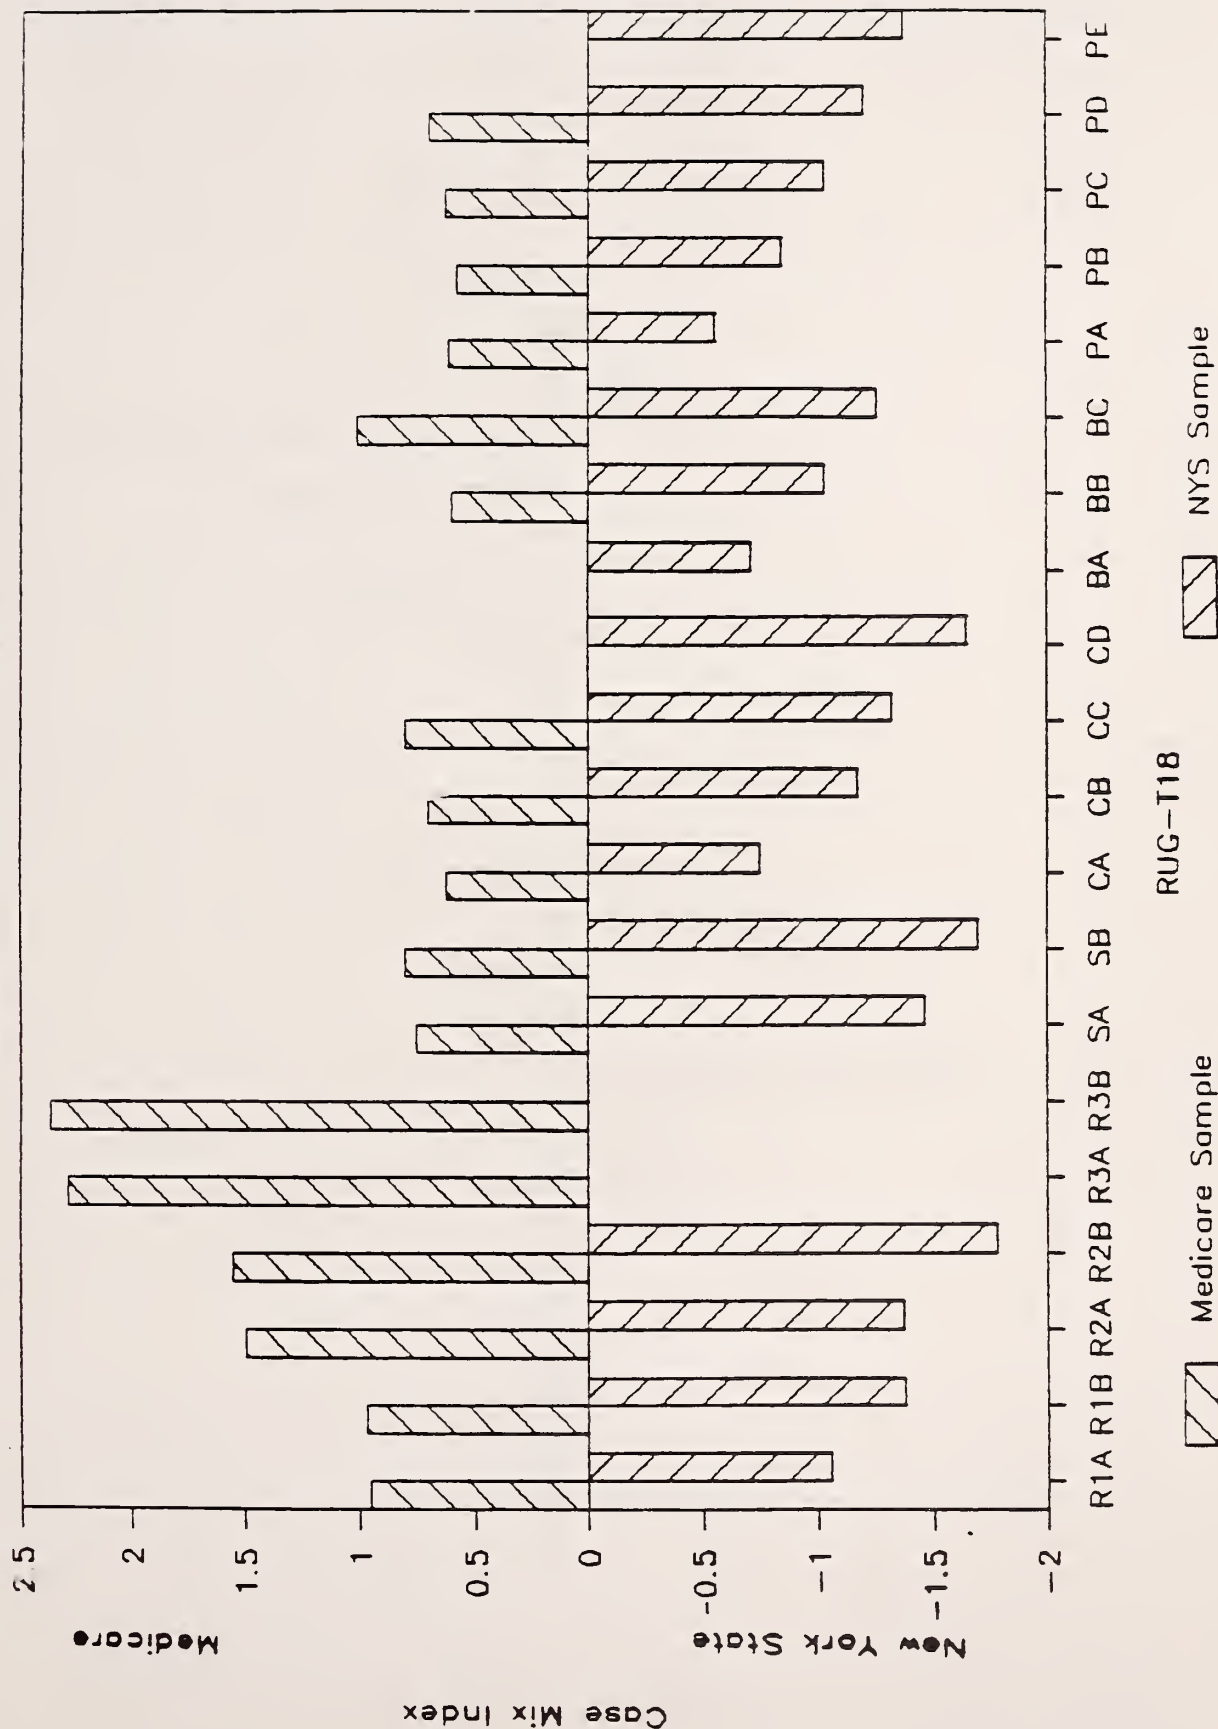 Case Mix Index
New York State Medicare
2.5
2
1.5
1
0.5
0
-0.5
-1
-1.5
-2
R1A R1B R2A R2B R3A R3B SA SB CA CB CC CD BA BB BC PA PB PC PD PE
RUG-T18
Medicare Sample NYS Sample